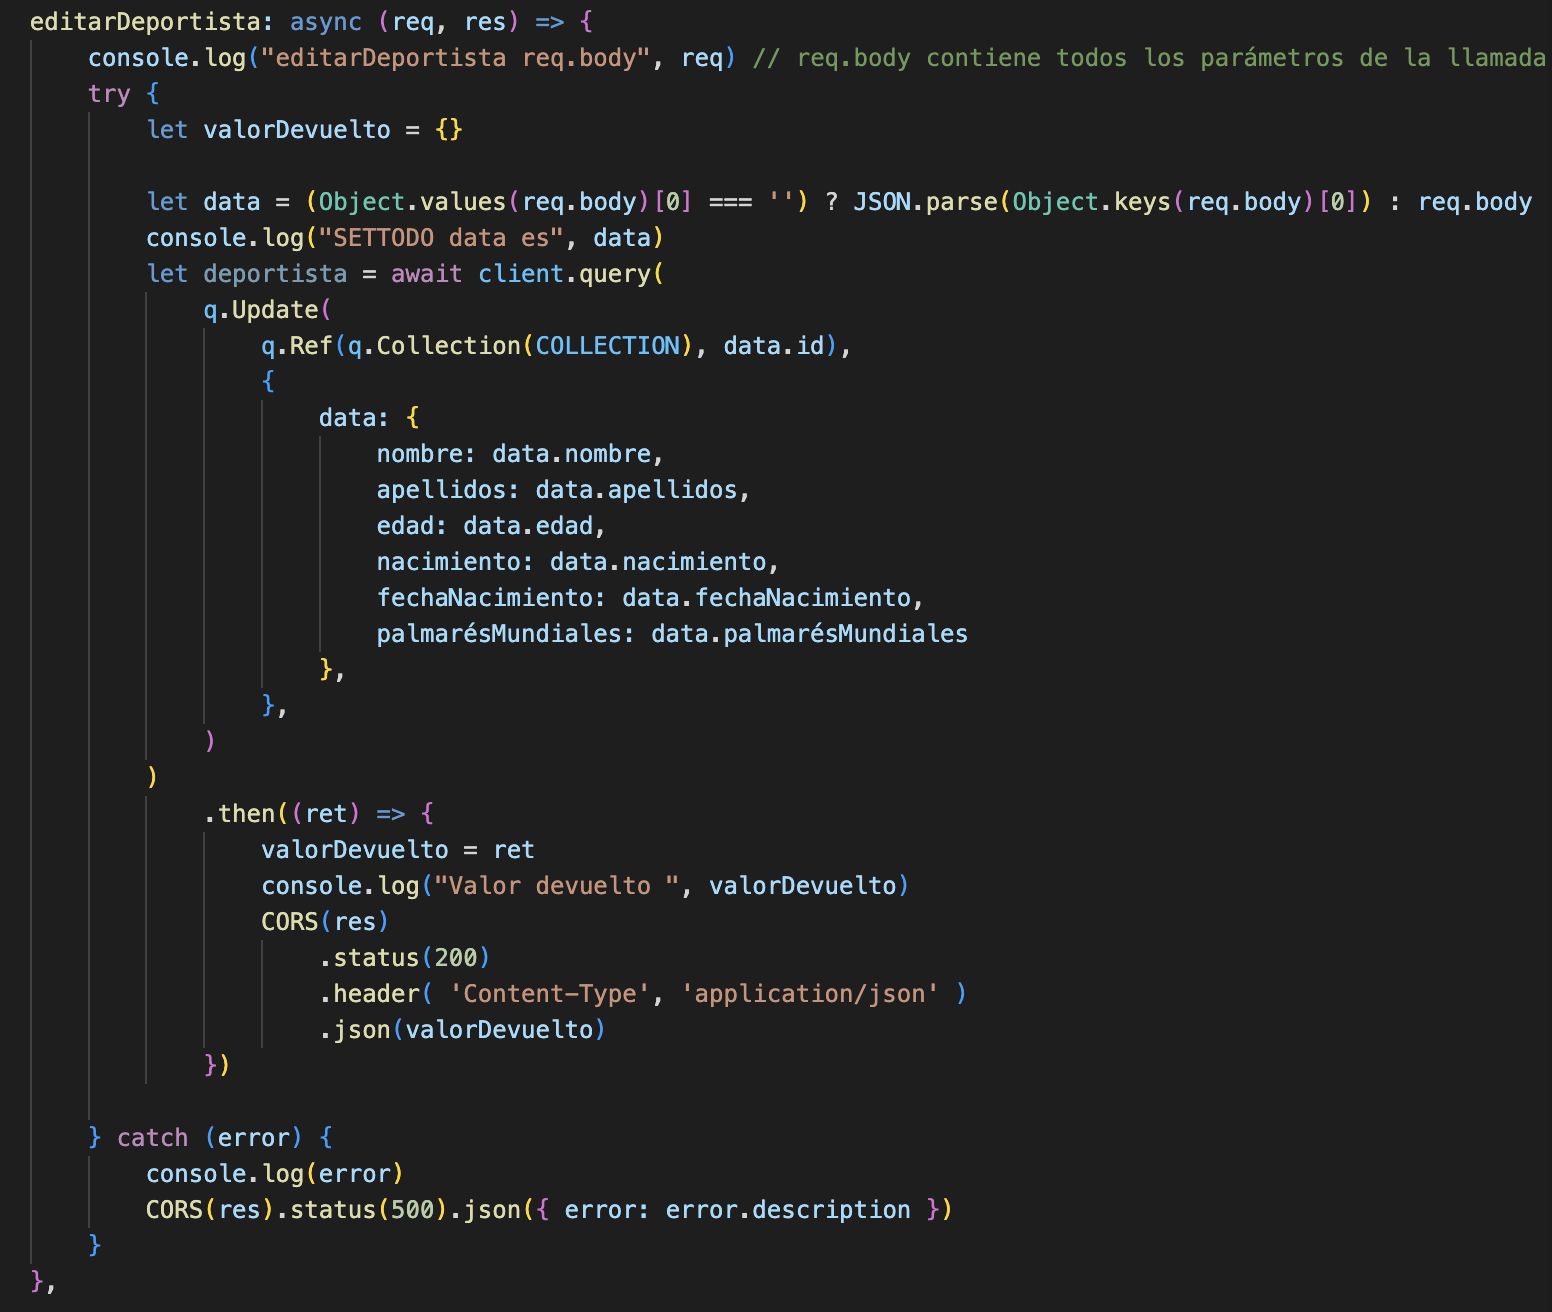 editarDeportista: async (req, res) => {
console.log("editarDeportista req.body", req) // req.body contiene todos los parámetros de la llamada
try {
let valorDevuelto = {}
let data = (Object.values(req.body)[0] === '') ? JSON.parse(Object.keys(req.body)[0]) : req.body
console.log("SETTODO data es", data)
let deportista = await client.query(
q.Update(
q.Ref(q.Collection(COLLECTION), data.id),
{
data: {
nombre: data.nombre,
apellidos: data.apellidos,
edad: data.edad,
nacimiento: data.nacimiento,
fechaNacimiento: data.fechaNacimiento,
palmarésMundiales: data.palmarésMundiales
},
},
)
)
.then((ret) => {
valorDevuelto = ret
console.log("Valor devuelto ", valorDevuelto)
CORS(res)
.status(200)
.header( 'Content-Type', 'application/json' )
.json(valorDevuelto)
})
} catch (error) {
console.log(error)
CORS(res).status(500).json({ error: error.description })
}
},